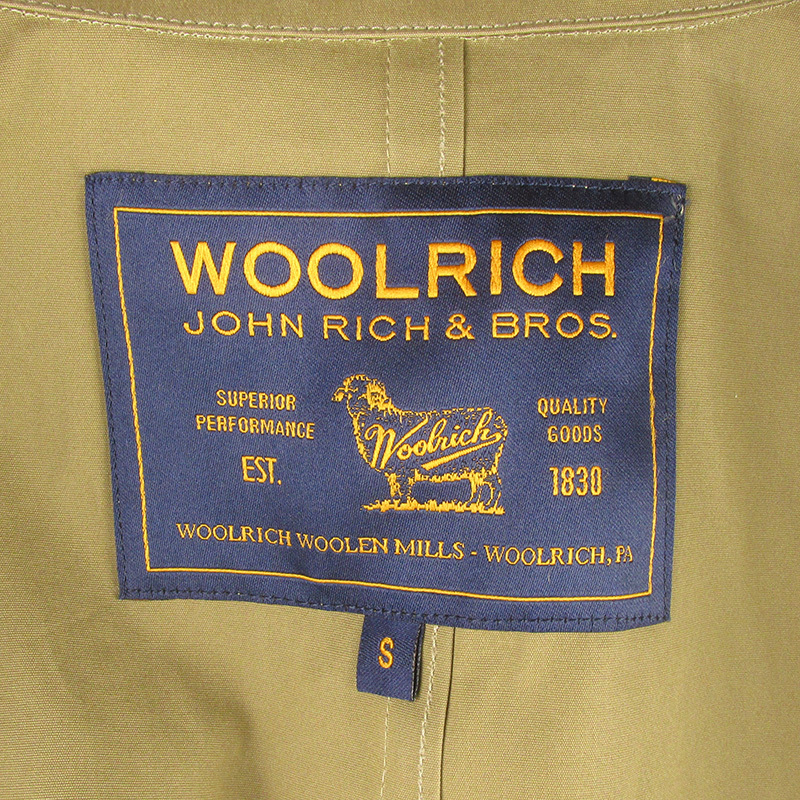 WOOLRICH
JOHN RICH & BROS.
SUPERIOR
PERFORMANCE
EST.
Woolrich
QUALITY
GOODS
1830
WOOLRICH WOOLEN MILLS - WOOLRICH, PA
S